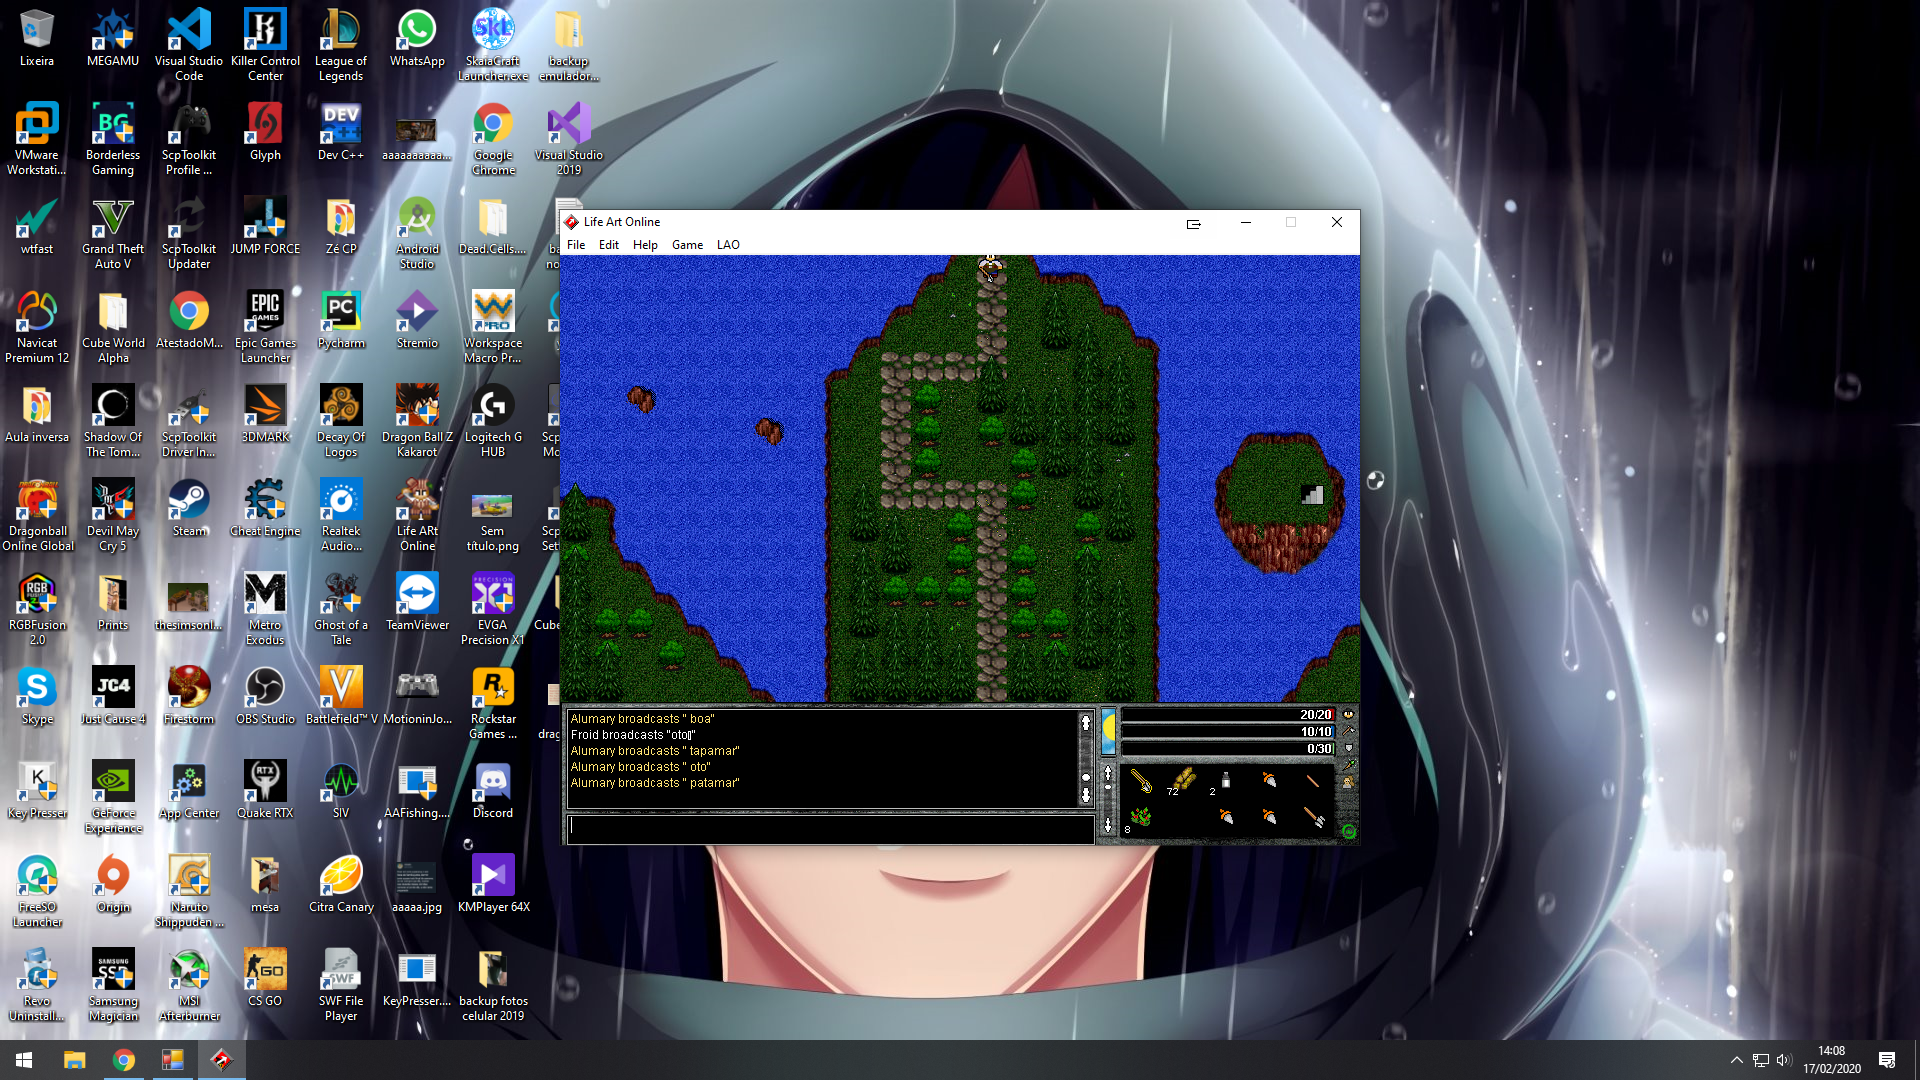 Lixeira
MEGAMU
Visual Studio
Code
Killer Control
Center
League of
Legends
WhatsApp
SkaiaCraft
Launcher.exe
backup
emulador...
VMware
Workstati...
Borderless
Gaming
ScpToolkit
Profile ...
Glyph
Dev C++
aaaaaaaaaa...
Google
Chrome
Visual Studio
2019
wtfast
Grand Theft
Auto V
ScpToolkit
Updater
JUMP FORCE
Zé CP
Android
Studio
Dead.Cells....
Navicat
Premium 12
Cube World
Alpha
AtestadoM...
Epic Games
Launcher
Pycharm
Stremio
Workspace
Macro Pr...
Aula inversa
Shadow Of
The Tom...
ScpToolkit
Driver In...
3DMARK
Decay Of
Logos
Dragon Ball Z
Kakarot
Logitech G
HUB
Dragonball
Online Global
Devil May
Cry 5
Steam
Cheat Engine
Realtek
Audio...
Life ARt
Online
Sem
título.png
RGBFusion
2.0
Prints
thesimsonl...
Metro
Exodus
Ghost of a
Tale
TeamViewer
EVGA
Precision X1
Cube
Skype
Just Cause 4
Firestorm
OBS Studio
Battlefield™ V
MotioninJo...
Rockstar
Games ...
drag
Key Presser
GeForce
Experience
App Center
Quake RTX
SIV
AAFishing....
Discord
FreeSO
Launcher
Origin
Naruto
Shippuden ...
mesa
Citra Canary
aaaaa.jpg
KMPlayer 64X
Revo
Uninstall...
Samsung
Magician
MSI
Afterburner
CS GO
SWF File
Player
KeyPresser....
backup fotos
celular 2019
Life Art Online
File Edit Help Game LAO
Alumary broadcasts " boa"
Froid broadcasts "oto▯"
Alumary broadcasts " tapamar"
Alumary broadcasts " oto"
Alumary broadcasts " patamar"
20/20
10/10
0/30
72
2
8
14:08
17/02/2020